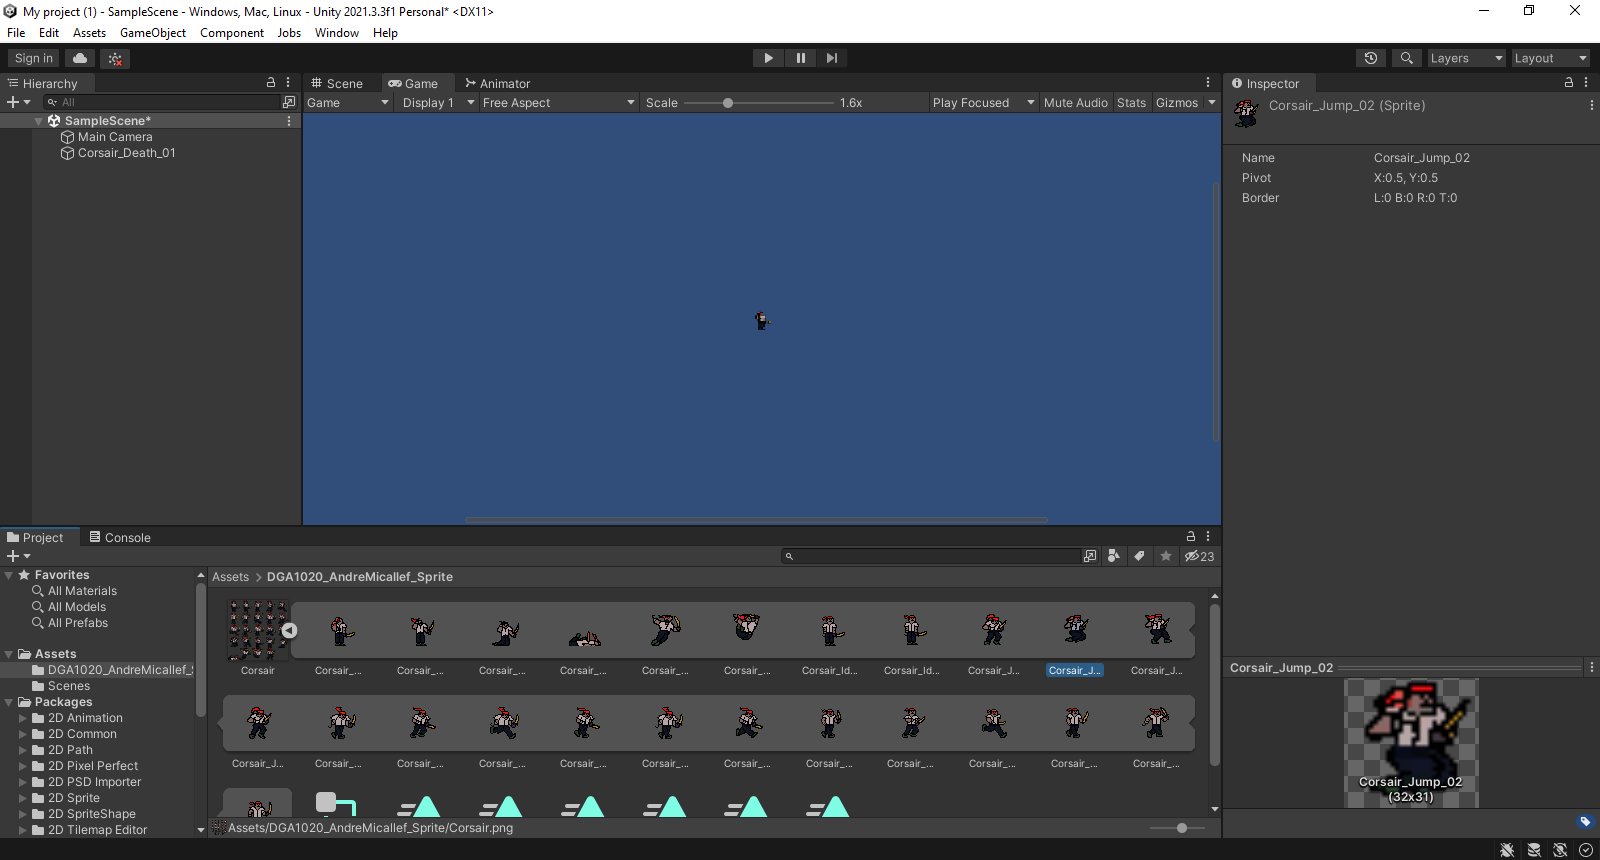 My project (1) - SampleScene - Windows, Mac, Linux - Unity 2021.3.3f1 Personal* <DX11>
File Edit Assets GameObject Component Jobs Window Help
Sign in Layers Layout
Hierarchy
All
SampleScene*
Main Camera
Corsair_Death_01
Scene Game Animator
Game Display 1 Free Aspect Scale 1.6x Play Focused Mute Audio Stats Gizmos
Inspector
Corsair_Jump_02 (Sprite)
Name Corsair_Jump_02
Pivot X:0.5, Y:0.5
Border L:0 B:0 R:0 T:0
Project Console
23
Favorites
All Materials
All Models
All Prefabs
Assets
DGA1020_AndreMicallef_S
Scenes
Packages
2D Animation
2D Common
2D Path
2D Pixel Perfect
2D PSD Importer
2D Sprite
2D SpriteShape
2D Tilemap Editor
Assets > DGA1020_AndreMicallef_Sprite
Corsair Corsair_... Corsair_... Corsair_... Corsair_... Corsair_... Corsair_... Corsair_Id... Corsair_Id... Corsair_J... Corsair_J... Corsair_J...
Corsair_J... Corsair_... Corsair_... Corsair_... Corsair_... Corsair_... Corsair_... Corsair_... Corsair_... Corsair_... Corsair_... Corsair_...
Assets/DGA1020_AndreMicallef_Sprite/Corsair.png
Corsair_Jump_02
Corsair_Jump_02
(32x31)